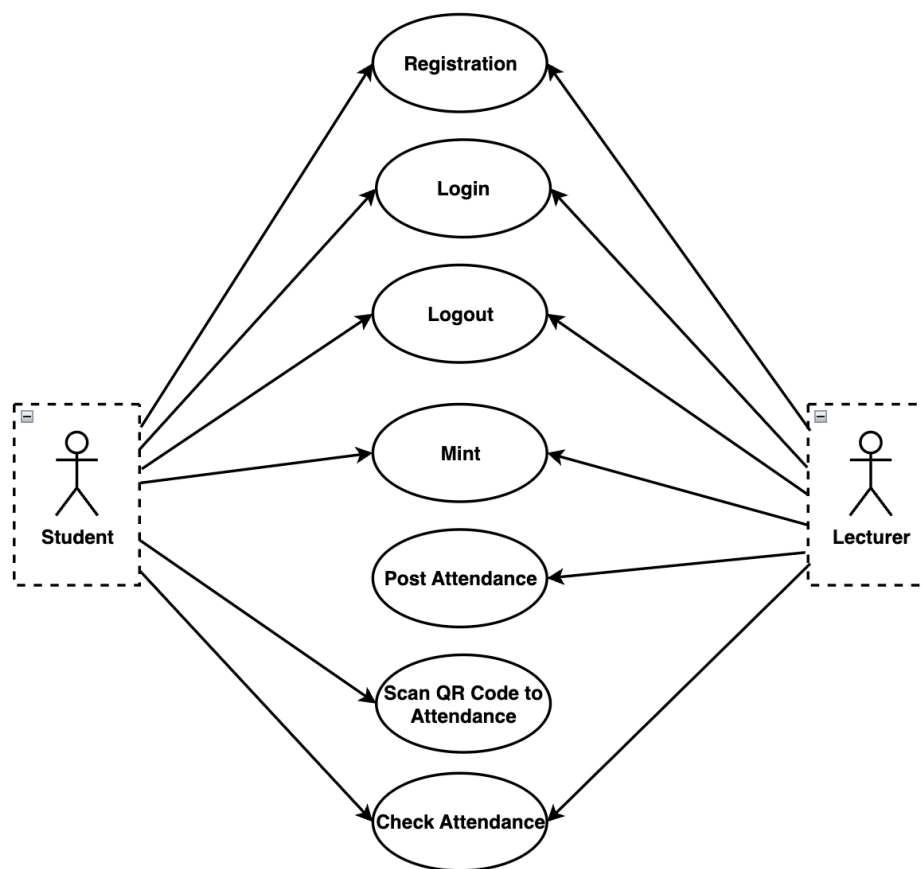 Registration
Login
Logout
Mint
Student
Lecturer
Post Attendance
Scan QR Code to
Attendance
Check Attendance